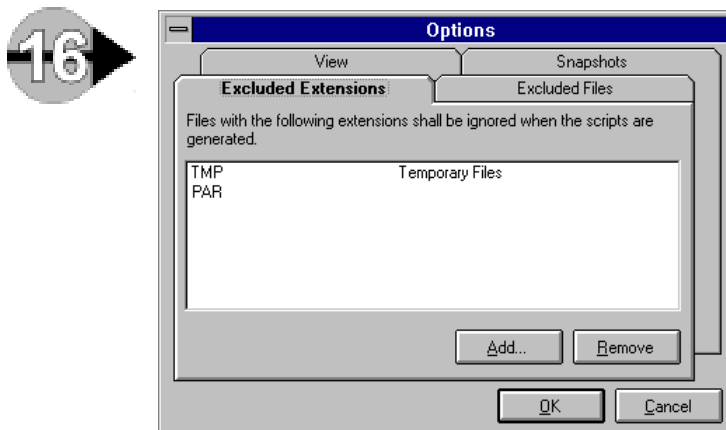 16
Options
View Snapshots
Excluded Extensions Excluded Files
Files with the following extensions shall be ignored when the scripts are
generated.
TMP Temporary Files
PAR
Add... Remove
OK Cancel